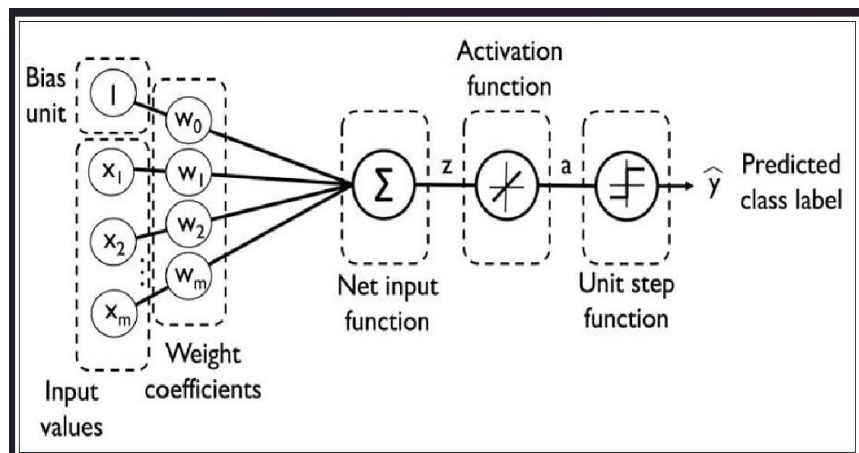 Activation
function
Bias
unit
1
w₀
x₁
w₁
x₂
w₂
⋮
xₘ
wₘ
Σ
z
a
ŷ
Predicted
class label
Net input
function
Unit step
function
Weight
coefficients
Input
values